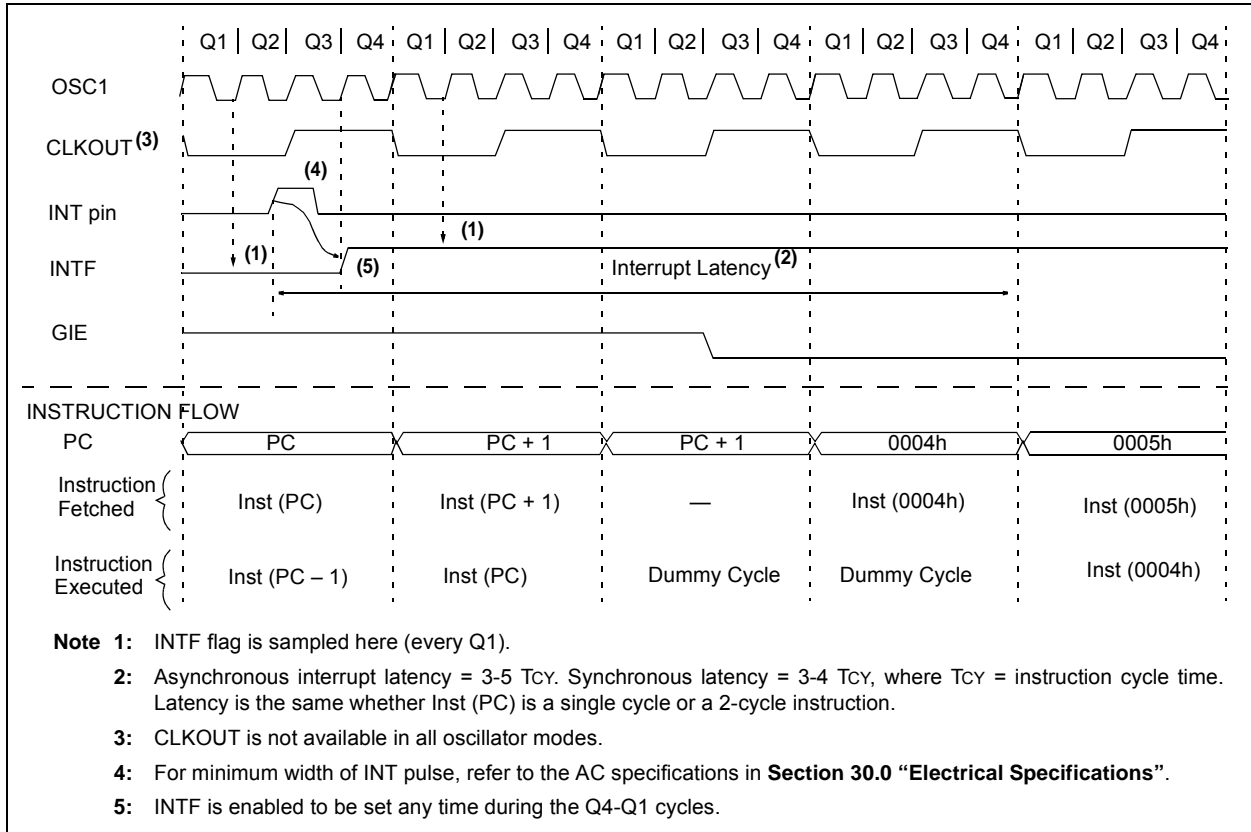 Q1 Q2 Q3 Q4 Q1 Q2 Q3 Q4 Q1 Q2 Q3 Q4 Q1 Q2 Q3 Q4 Q1 Q2 Q3 Q4
OSC1
CLKOUT (3)
(4)
INT pin
(1)
(1)
INTF
(5)
Interrupt Latency (2)
GIE
INSTRUCTION FLOW
PC
PC
PC + 1
PC + 1
0004h
0005h
Instruction
Fetched
Inst (PC)
Inst (PC + 1)
—
Inst (0004h)
Inst (0005h)
Instruction
Executed
Inst (PC – 1)
Inst (PC)
Dummy Cycle
Dummy Cycle
Inst (0004h)
Note 1: INTF flag is sampled here (every Q1).
2: Asynchronous interrupt latency = 3-5 TCY. Synchronous latency = 3-4 TCY, where TCY = instruction cycle time.
Latency is the same whether Inst (PC) is a single cycle or a 2-cycle instruction.
3: CLKOUT is not available in all oscillator modes.
4: For minimum width of INT pulse, refer to the AC specifications in Section 30.0 “Electrical Specifications”.
5: INTF is enabled to be set any time during the Q4-Q1 cycles.